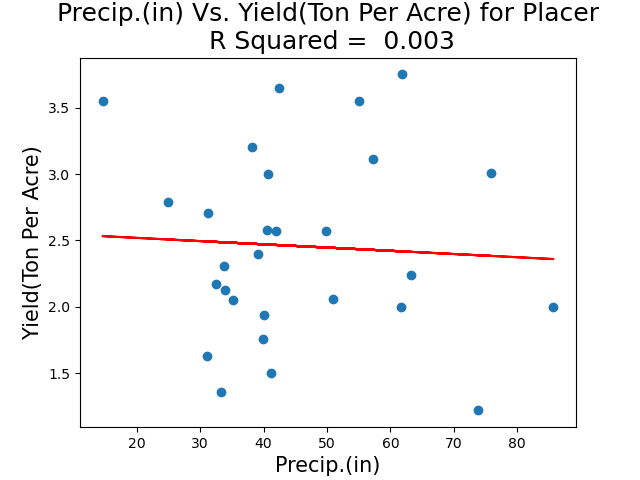 Precip.(in) Vs. Yield(Ton Per Acre) for Placer
R Squared =  0.003
Yield(Ton Per Acre)
3.5
3.0
2.5
2.0
1.5
20 30 40 50 60 70 80
Precip.(in)